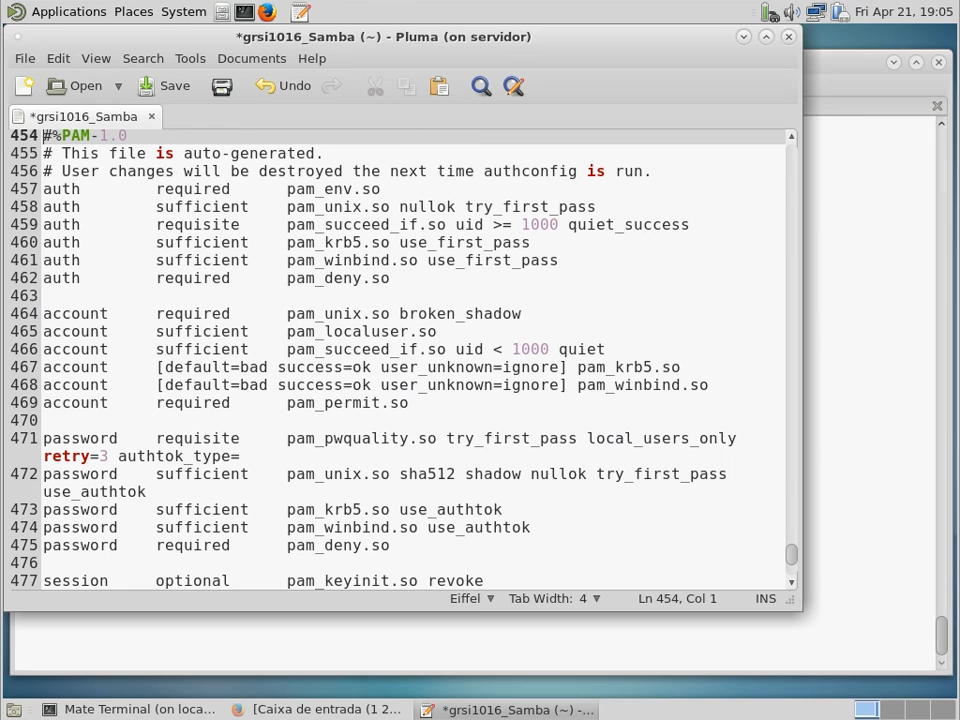 Applications Places System Fri Apr 21, 19:05
*grsi1016_Samba (~) - Pluma (on servidor)
File Edit View Search Tools Documents Help
Open Save Undo
*grsi1016_Samba ×
454 #%PAM-1.0
455 # This file is auto-generated.
456 # User changes will be destroyed the next time authconfig is run.
457 auth required pam_env.so
458 auth sufficient pam_unix.so nullok try_first_pass
459 auth requisite pam_succeed_if.so uid >= 1000 quiet_success
460 auth sufficient pam_krb5.so use_first_pass
461 auth sufficient pam_winbind.so use_first_pass
462 auth required pam_deny.so
463
464 account required pam_unix.so broken_shadow
465 account sufficient pam_localuser.so
466 account sufficient pam_succeed_if.so uid < 1000 quiet
467 account [default=bad success=ok user_unknown=ignore] pam_krb5.so
468 account [default=bad success=ok user_unknown=ignore] pam_winbind.so
469 account required pam_permit.so
470
471 password requisite pam_pwquality.so try_first_pass local_users_only
retry=3 authtok_type=
472 password sufficient pam_unix.so sha512 shadow nullok try_first_pass
use_authtok
473 password sufficient pam_krb5.so use_authtok
474 password sufficient pam_winbind.so use_authtok
475 password required pam_deny.so
476
477 session optional pam_keyinit.so revoke
Eiffel Tab Width: 4 Ln 454, Col 1 INS
Mate Terminal (on loca... [Caixa de entrada (1 2... *grsi1016_Samba (~) -...